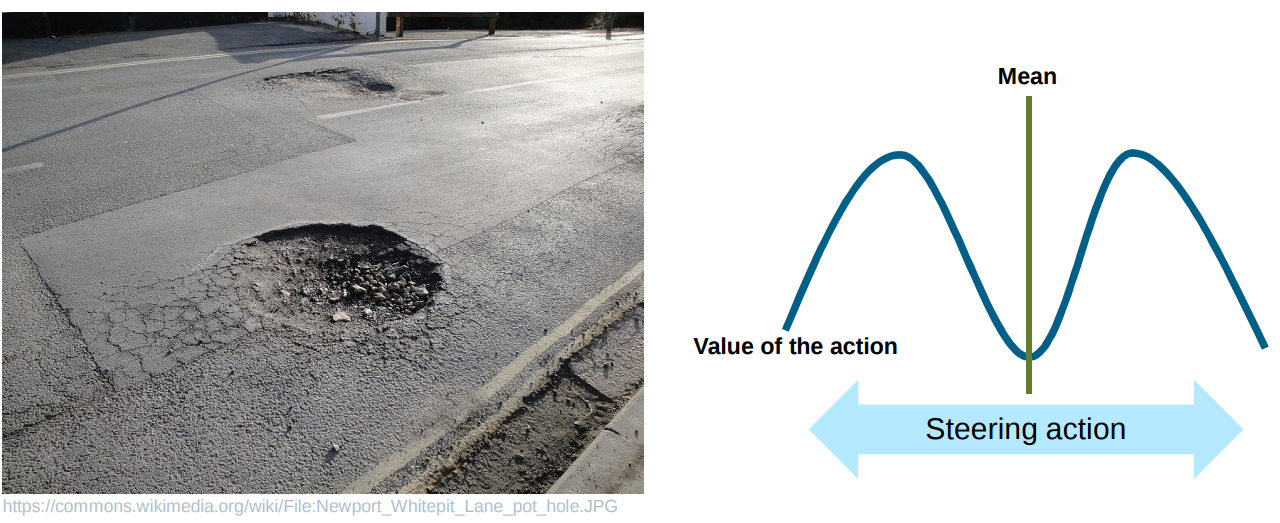 Mean
Value of the action
Steering action
https://commons.wikimedia.org/wiki/File:Newport_Whitepit_Lane_pot_hole.JPG